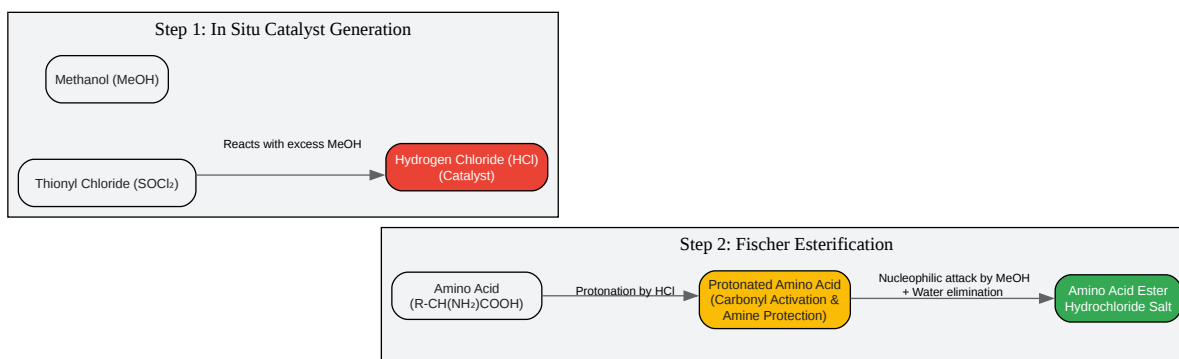 Step 1: In Situ Catalyst Generation
Methanol (MeOH)
Reacts with excess MeOH
Thionyl Chloride (SOCl₂)
Hydrogen Chloride (HCl)
(Catalyst)
Step 2: Fischer Esterification
Amino Acid
(R-CH(NH₂)COOH)
Protonation by HCl
Protonated Amino Acid
(Carbonyl Activation &
Amine Protection)
Nucleophilic attack by MeOH
+ Water elimination
Amino Acid Ester
Hydrochloride Salt